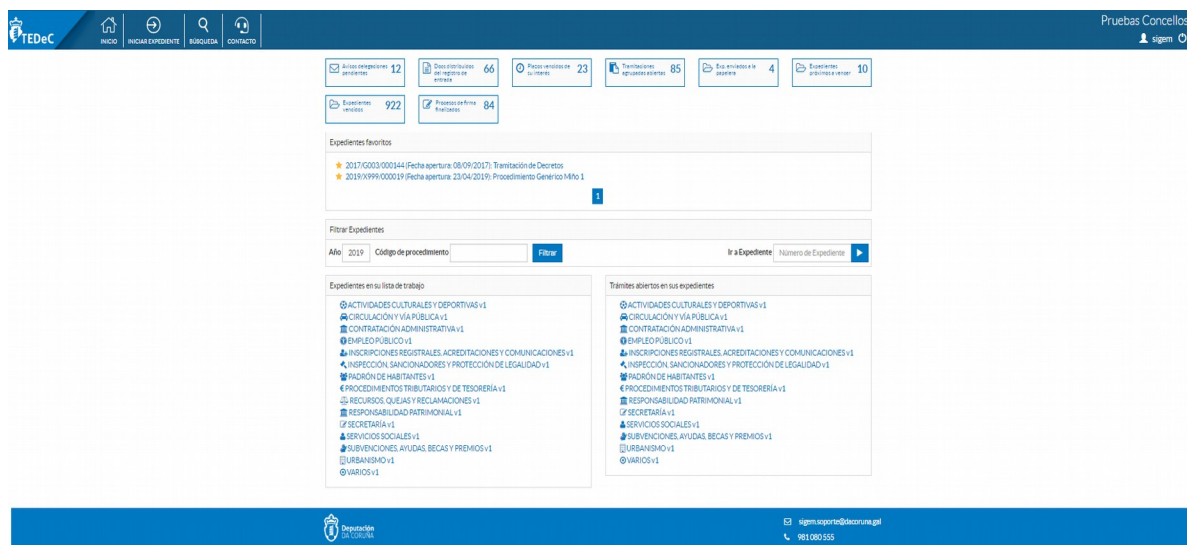 TEDeC
INICIO
INICIAR EXPEDIENTE
BÚSQUEDA
CONTACTO
Pruebas Concellos
sigem
Avisos delegaciones pendientes 12
Docs distribuidos del registro de entrada 66
Plazos vencidos de su interés 23
Tramitaciones agrupadas abiertas 85
Exp. enviados a la papelera 4
Expedientes próximos a vencer 10
Expedientes vencidos 922
Procesos de firma finalizados 84
Expedientes favoritos
2017/G003/000144 (Fecha apertura: 08/09/2017): Tramitación de Decretos
2019/X999/000019 (Fecha apertura: 23/04/2019): Procedimiento Genérico Miño 1
1
Filtrar Expedientes
Año 2019 Código de procedimiento Filtrar Ir a Expediente Número de Expediente
Expedientes en su lista de trabajo
ACTIVIDADES CULTURALES Y DEPORTIVAS v1
CIRCULACIÓN Y VÍA PÚBLICA v1
CONTRATACIÓN ADMINISTRATIVA v1
EMPLEO PÚBLICO v1
INSCRIPCIONES REGISTRALES, ACREDITACIONES Y COMUNICACIONES v1
INSPECCIÓN, SANCIONADORES Y PROTECCIÓN DE LEGALIDAD v1
PADRÓN DE HABITANTES v1
€ PROCEDIMIENTOS TRIBUTARIOS Y DE TESORERÍA v1
RECURSOS, QUEJAS Y RECLAMACIONES v1
RESPONSABILIDAD PATRIMONIAL v1
SECRETARÍA v1
SERVICIOS SOCIALES v1
SUBVENCIONES, AYUDAS, BECAS Y PREMIOS v1
URBANISMO v1
VARIOS v1
Trámites abiertos en sus expedientes
ACTIVIDADES CULTURALES Y DEPORTIVAS v1
CIRCULACIÓN Y VÍA PÚBLICA v1
CONTRATACIÓN ADMINISTRATIVA v1
EMPLEO PÚBLICO v1
INSCRIPCIONES REGISTRALES, ACREDITACIONES Y COMUNICACIONES v1
INSPECCIÓN, SANCIONADORES Y PROTECCIÓN DE LEGALIDAD v1
PADRÓN DE HABITANTES v1
€ PROCEDIMIENTOS TRIBUTARIOS Y DE TESORERÍA v1
RESPONSABILIDAD PATRIMONIAL v1
SECRETARÍA v1
SERVICIOS SOCIALES v1
SUBVENCIONES, AYUDAS, BECAS Y PREMIOS v1
URBANISMO v1
VARIOS v1
Deputación
DA CORUÑA
sigem.soporte@dacoruna.gal
981 080 555